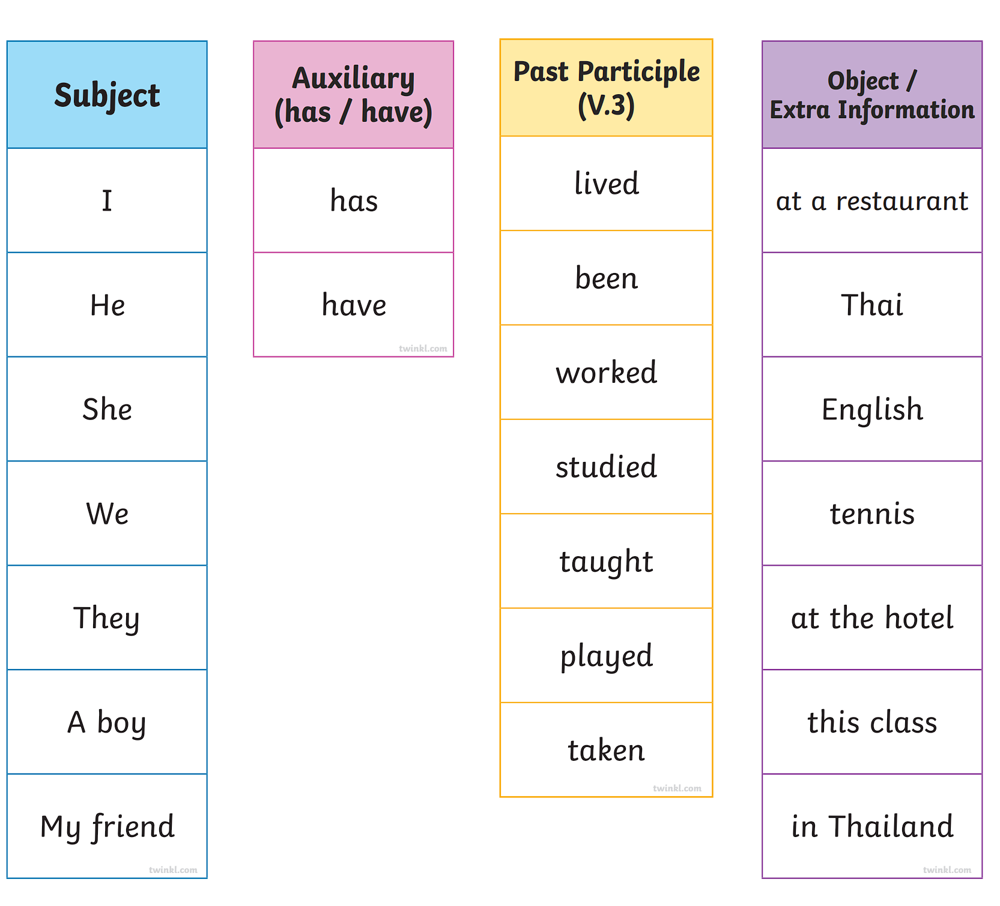 Subject
I
He
She
We
They
A boy
My friend
twinkl.com
Auxiliary
(has / have)
has
have
twinkl.com
Past Participle
(V.3)
lived
been
worked
studied
taught
played
taken
twinkl.com
Object /
Extra Information
at a restaurant
Thai
English
tennis
at the hotel
this class
in Thailand
twinkl.com